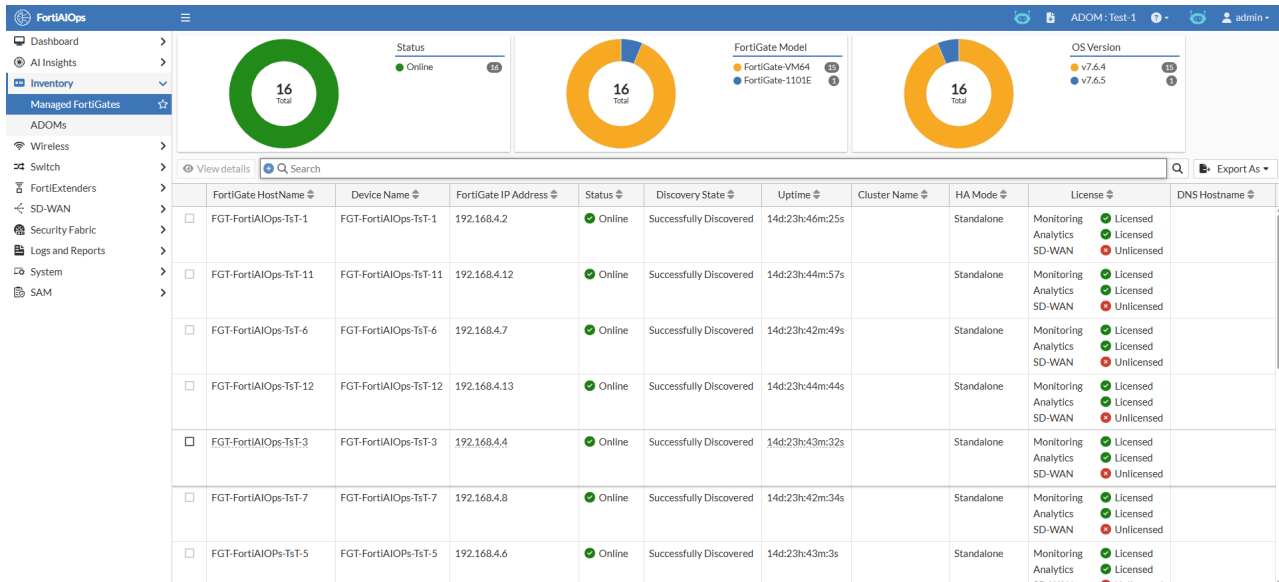 FortiAIOps
ADOM : Test-1
admin
Dashboard
AI Insights
Inventory
Managed FortiGates
ADOMs
Wireless
Switch
FortiExtenders
SD-WAN
Security Fabric
Logs and Reports
System
SAM
16
Total
Status
Online 16
16
Total
FortiGate Model
FortiGate-VM64 15
FortiGate-1101E 1
16
Total
OS Version
v7.6.4 15
v7.6.5 1
View details
Search
Export As
FortiGate HostName Device Name FortiGate IP Address Status Discovery State Uptime Cluster Name HA Mode License DNS Hostname
FGT-FortiAIOps-TsT-1 FGT-FortiAIOps-TsT-1 192.168.4.2 Online Successfully Discovered 14d:23h:46m:25s Standalone Monitoring Licensed
Analytics Licensed
SD-WAN Unlicensed
FGT-FortiAIOps-TsT-11 FGT-FortiAIOps-TsT-11 192.168.4.12 Online Successfully Discovered 14d:23h:44m:57s Standalone Monitoring Licensed
Analytics Licensed
SD-WAN Unlicensed
FGT-FortiAIOps-TsT-6 FGT-FortiAIOps-TsT-6 192.168.4.7 Online Successfully Discovered 14d:23h:42m:49s Standalone Monitoring Licensed
Analytics Licensed
SD-WAN Unlicensed
FGT-FortiAIOps-TsT-12 FGT-FortiAIOps-TsT-12 192.168.4.13 Online Successfully Discovered 14d:23h:44m:44s Standalone Monitoring Licensed
Analytics Licensed
SD-WAN Unlicensed
FGT-FortiAIOps-TsT-3 FGT-FortiAIOps-TsT-3 192.168.4.4 Online Successfully Discovered 14d:23h:43m:32s Standalone Monitoring Licensed
Analytics Licensed
SD-WAN Unlicensed
FGT-FortiAIOps-TsT-7 FGT-FortiAIOps-TsT-7 192.168.4.8 Online Successfully Discovered 14d:23h:42m:34s Standalone Monitoring Licensed
Analytics Licensed
SD-WAN Unlicensed
FGT-FortiAIOPs-TsT-5 FGT-FortiAIOPs-TsT-5 192.168.4.6 Online Successfully Discovered 14d:23h:43m:3s Standalone Monitoring Licensed
Analytics Licensed